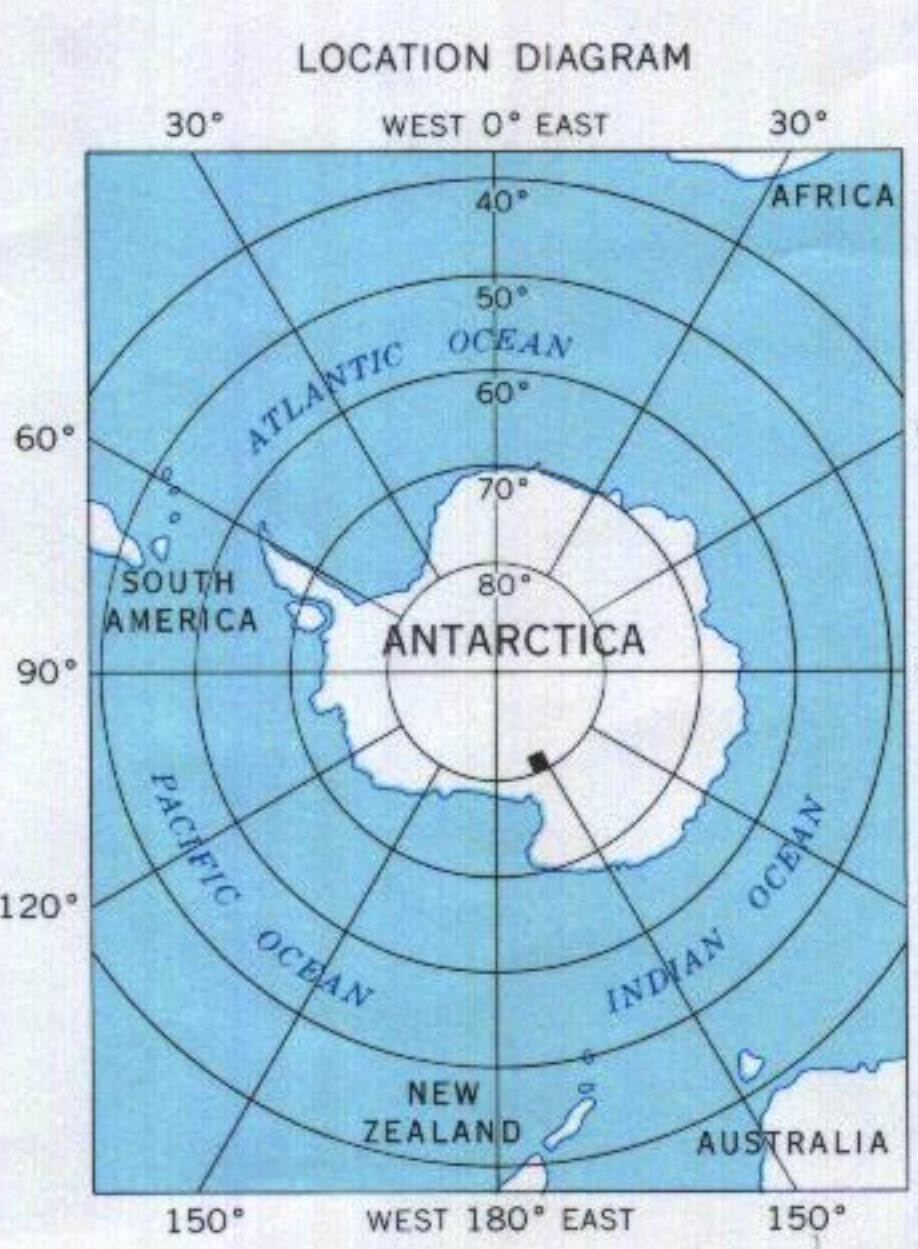 LOCATION DIAGRAM
30° WEST 0° EAST 30°
AFRICA
40°
50°
ATLANTIC OCEAN
60°
60°
70°
80°
SOUTH
AMERICA
ANTARCTICA
90°
PACIFIC OCEAN
INDIAN OCEAN
120°
NEW
ZEALAND
AUSTRALIA
150° WEST 180° EAST 150°